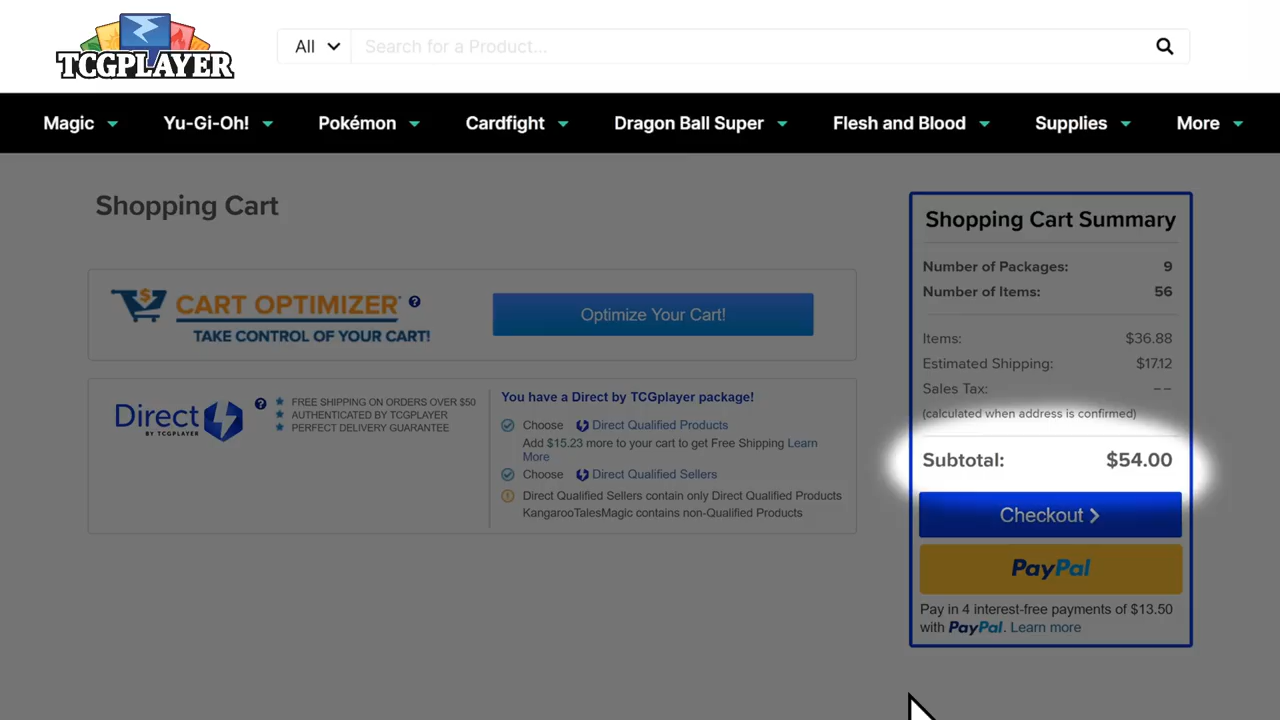 TCGPLAYER
All
Search for a Product...
Magic
Yu-Gi-Oh!
Pokémon
Cardfight
Dragon Ball Super
Flesh and Blood
Supplies
More
Shopping Cart
CART OPTIMIZER
TAKE CONTROL OF YOUR CART!
Optimize Your Cart!
Direct
BY TCGPLAYER
FREE SHIPPING ON ORDERS OVER $50
AUTHENTICATED BY TCGPLAYER
PERFECT DELIVERY GUARANTEE
You have a Direct by TCGplayer package!
Choose Direct Qualified Products
Add $15.23 more to your cart to get Free Shipping Learn
More
Choose Direct Qualified Sellers
Direct Qualified Sellers contain only Direct Qualified Products
KangarooTalesMagic contains non-Qualified Products
Shopping Cart Summary
Number of Packages: 9
Number of Items: 56
Items: $36.88
Estimated Shipping: $17.12
Sales Tax: --
(calculated when address is confirmed)
Subtotal: $54.00
Checkout
PayPal
Pay in 4 interest-free payments of $13.50
with PayPal. Learn more